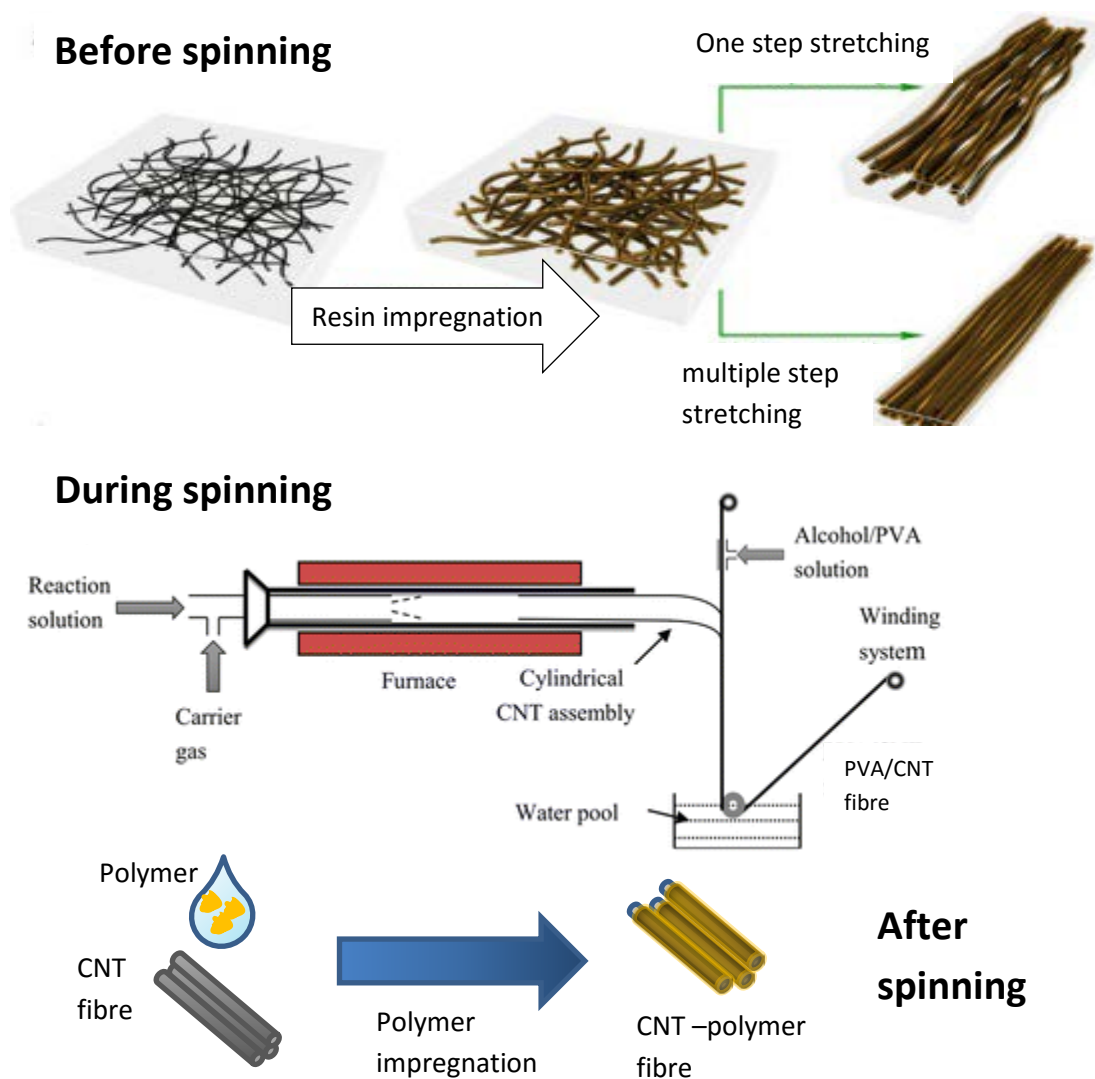 Before spinning
One step stretching
Resin impregnation
multiple step
stretching
During spinning
Alcohol/PVA
solution
Reaction
solution
Winding
system
Furnace
Cylindrical
CNT assembly
Carrier
gas
PVA/CNT
fibre
Water pool
Polymer
After
spinning
CNT
fibre
Polymer
impregnation
CNT –polymer
fibre